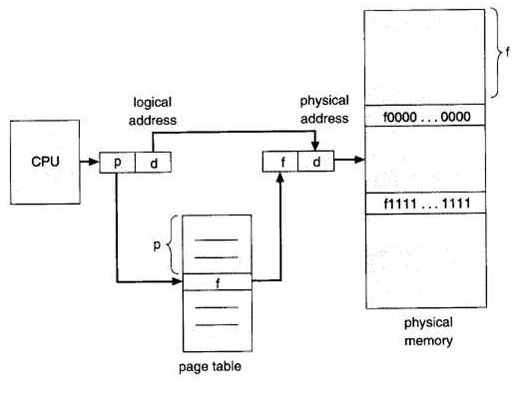 logical
address
physical
address
f
f0000 ... 0000
CPU
p
d
f
d
f1111 ... 1111
p
f
physical
memory
page table